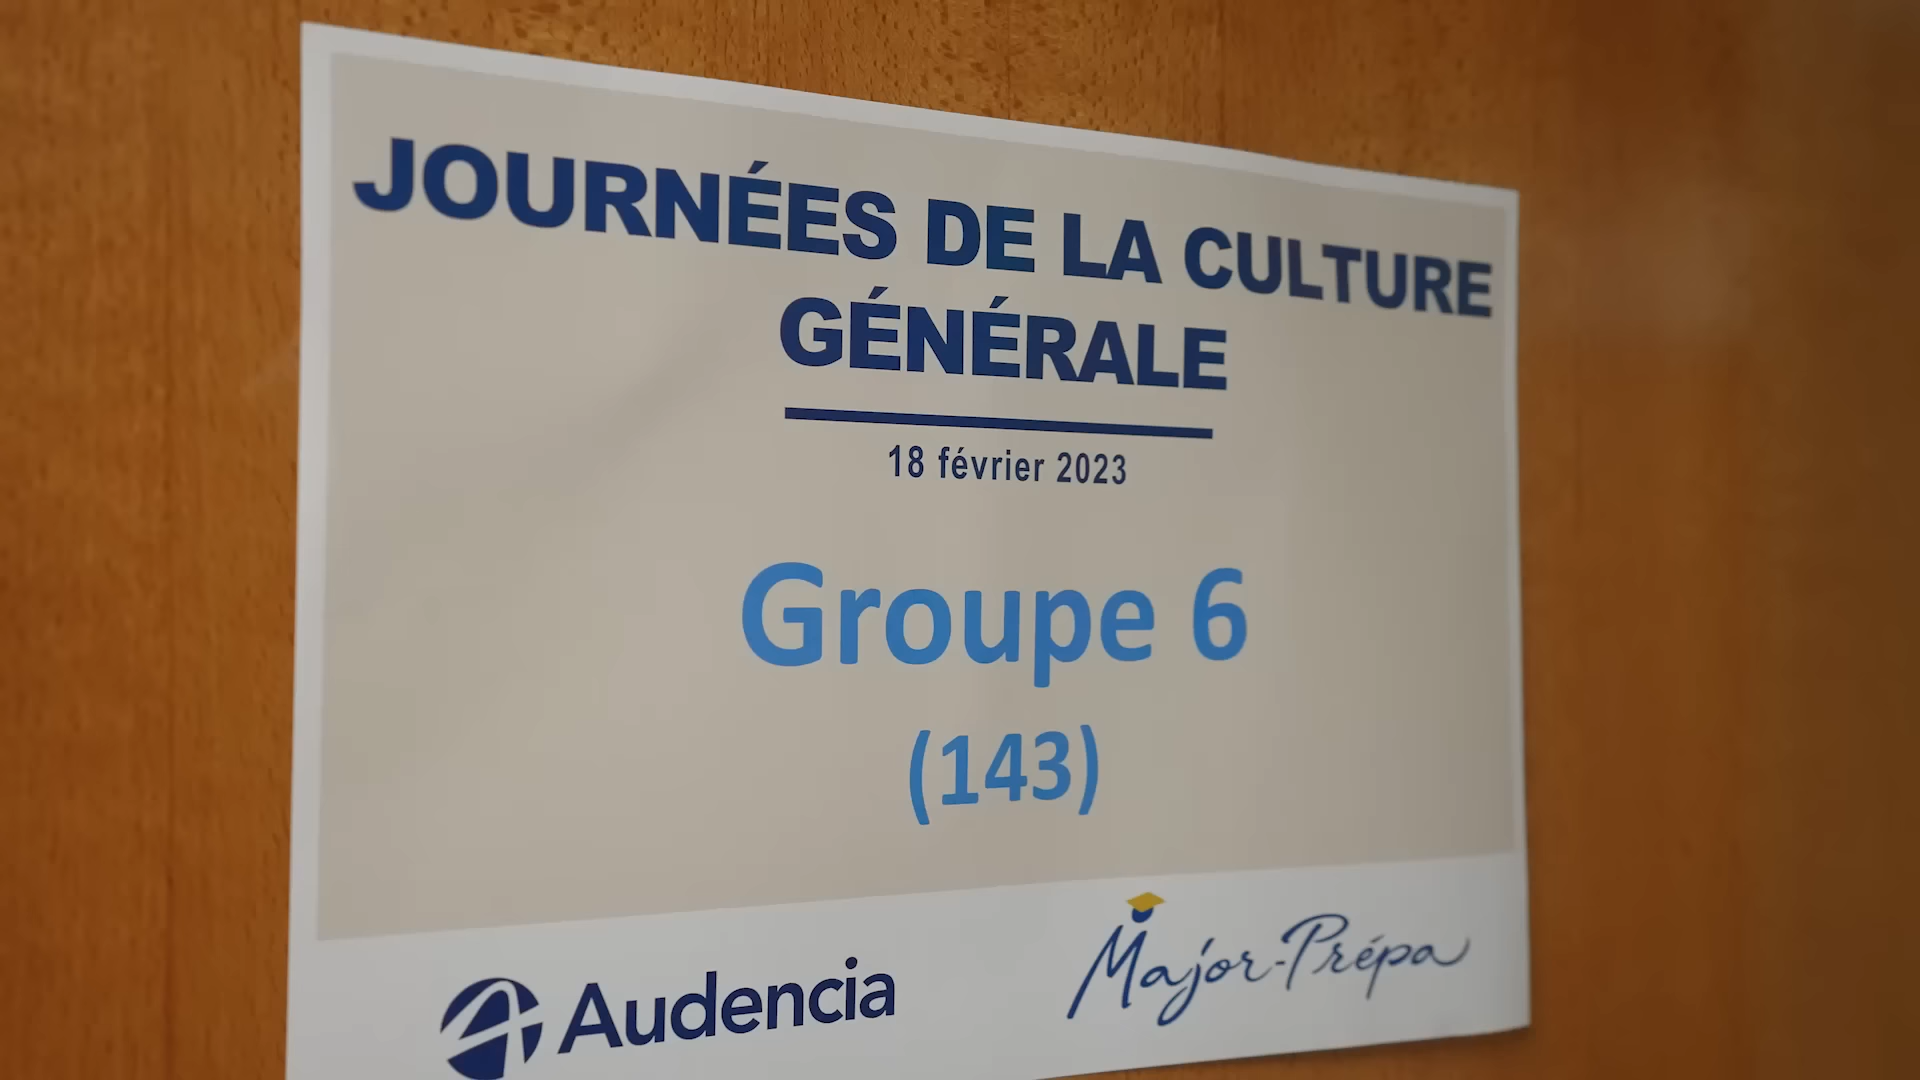 JOURNÉES DE LA CULTURE
GÉNÉRALE
18 février 2023
Groupe 6
(143)
Audencia
Major-Prépa